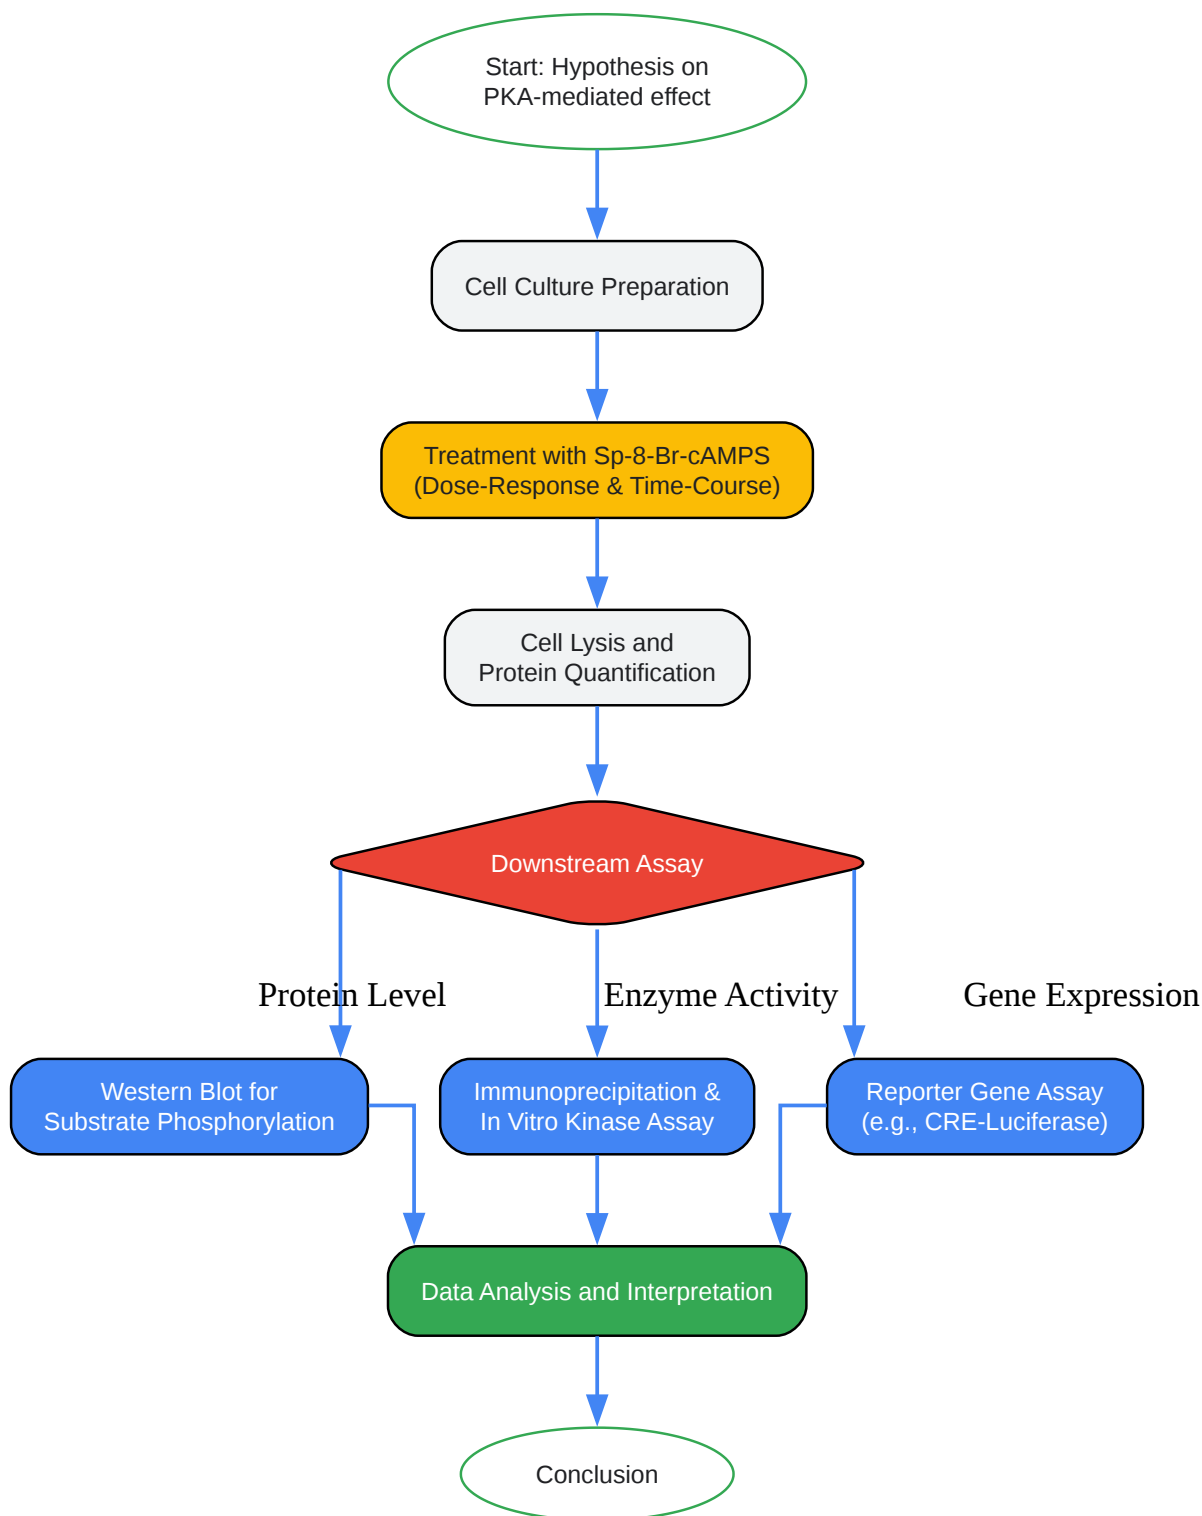 Start: Hypothesis on
PKA-mediated effect
Cell Culture Preparation
Treatment with Sp-8-Br-cAMPS
(Dose-Response & Time-Course)
Cell Lysis and
Protein Quantification
Downstream Assay
Protein Level
Enzyme Activity
Gene Expression
Western Blot for
Substrate Phosphorylation
Immunoprecipitation &
In Vitro Kinase Assay
Reporter Gene Assay
(e.g., CRE-Luciferase)
Data Analysis and Interpretation
Conclusion